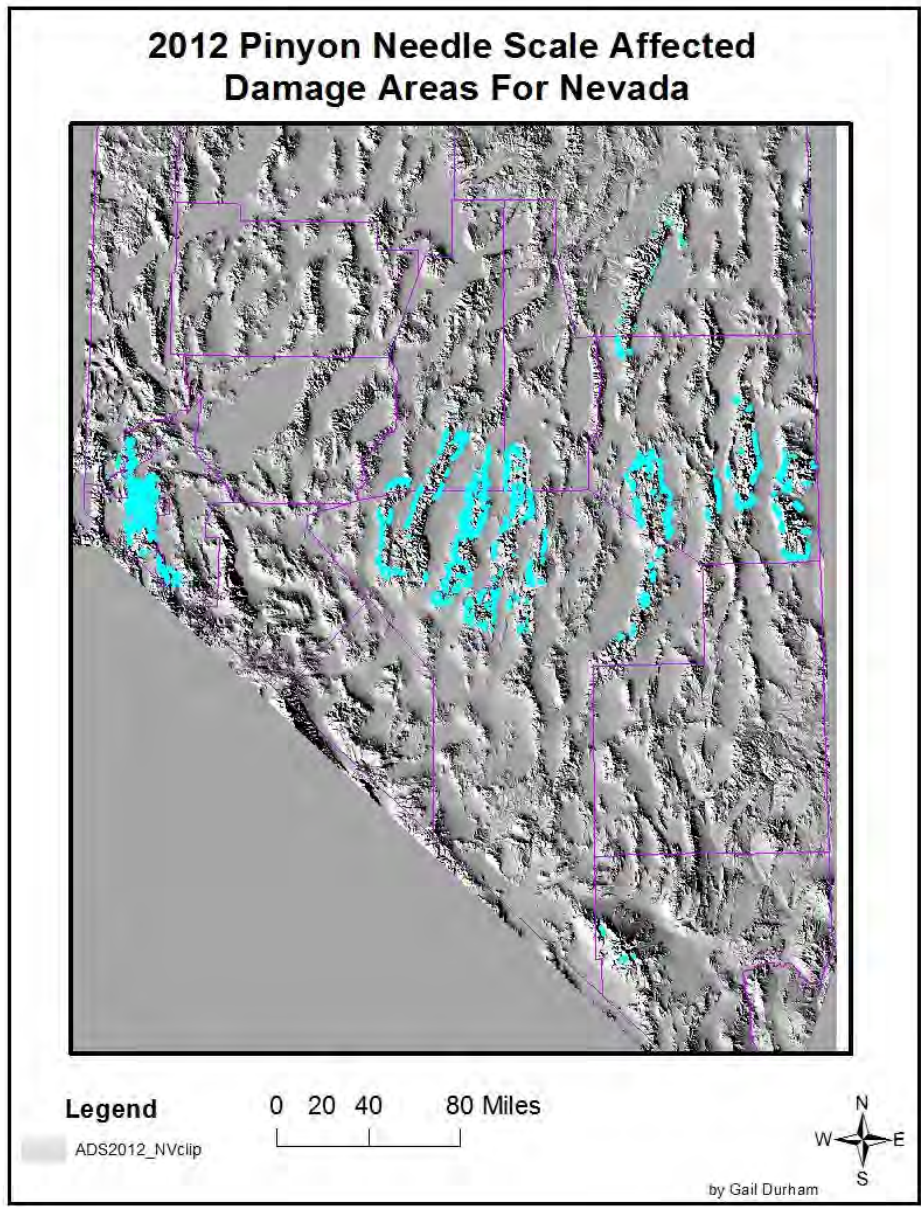 2012 Pinyon Needle Scale Affected
Damage Areas For Nevada
Legend
ADS2012_NVclip
0 20 40 80 Miles
N
W E
S
by Gail Durham